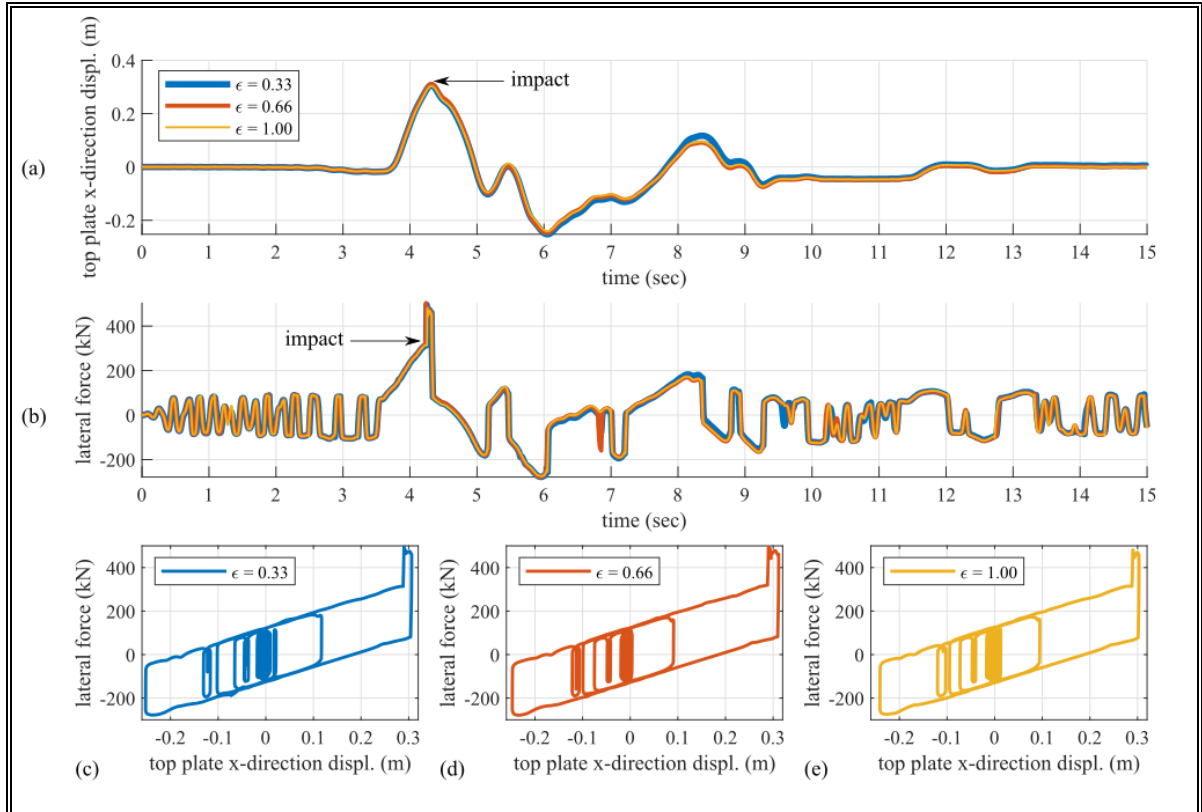 top plate x-direction displ. (m)
0.4
0.2
0
-0.2
ϵ = 0.33
ϵ = 0.66
ϵ = 1.00
impact
(a)
0 1 2 3 4 5 6 7 8 9 10 11 12 13 14 15
time (sec)
lateral force (kN)
400
200
0
-200
impact
(b)
0 1 2 3 4 5 6 7 8 9 10 11 12 13 14 15
time (sec)
lateral force (kN)
400
200
0
-200
ϵ = 0.33
-0.2 -0.1 0 0.1 0.2 0.3
(c) top plate x-direction displ. (m)
lateral force (kN)
400
200
0
-200
ϵ = 0.66
-0.2 -0.1 0 0.1 0.2 0.3
(d) top plate x-direction displ. (m)
lateral force (kN)
400
200
0
-200
ϵ = 1.00
-0.2 -0.1 0 0.1 0.2 0.3
(e) top plate x-direction displ. (m)